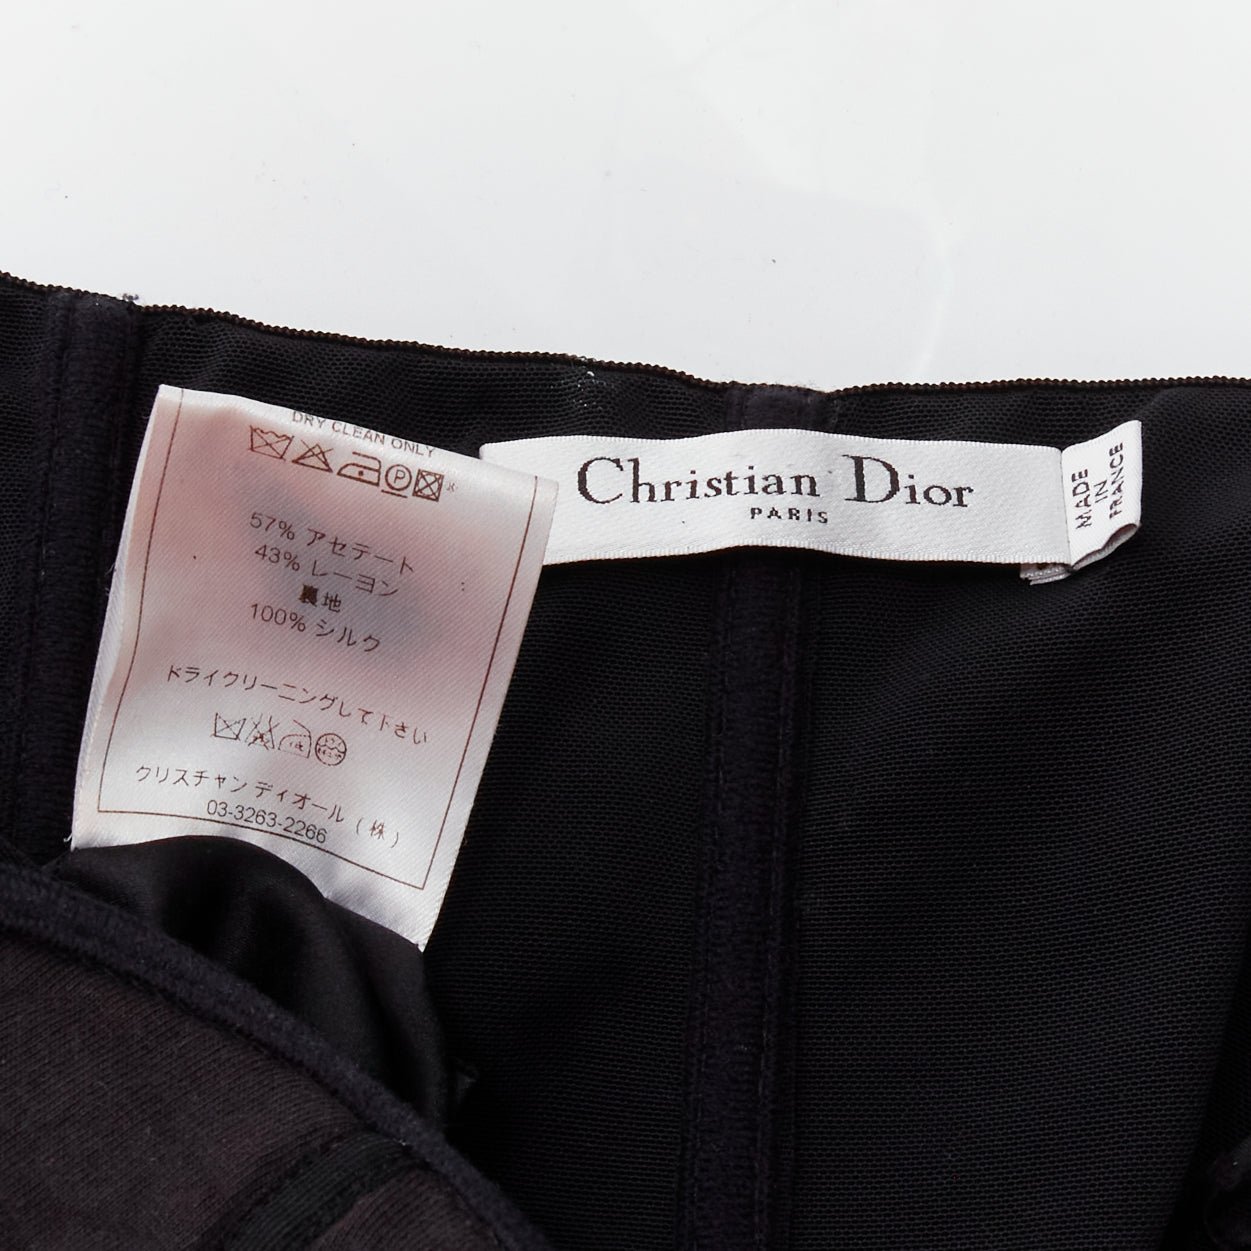 DRY CLEAN ONLY
P
57% アセテート
43% レーヨン
裏地
100% シルク
ドライクリーニングして下さい
クリスチャン ディオール (株)
03-3263-2266
Christian Dior
PARIS
MADE
IN
FRANCE